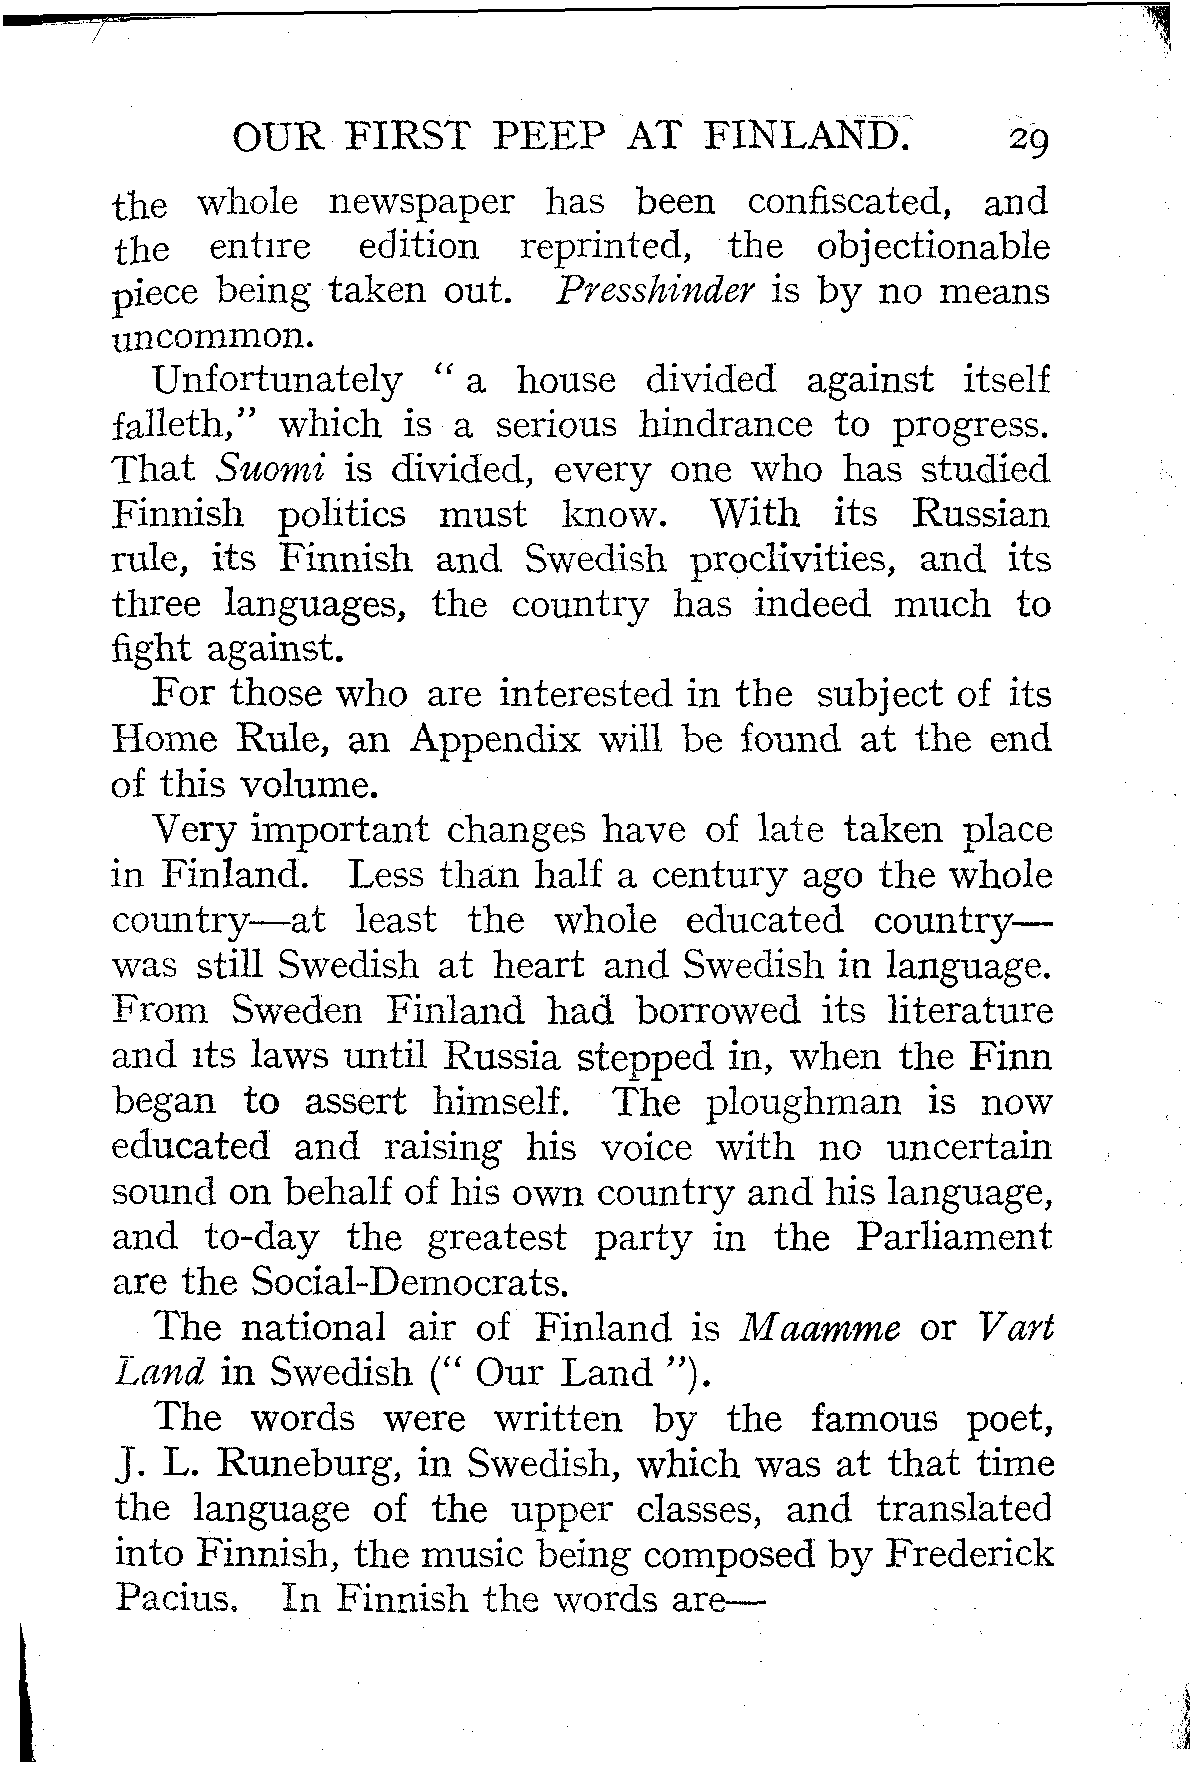 OUR FIRST PEEP AT FINLAND. 29
the whole newspaper has been confiscated, and
the entire edition reprinted, the objectionable
piece being taken out. Presshinder is by no means
uncommon.
Unfortunately “ a house divided against itself
falleth,” which is a serious hindrance to progress.
That Suomi is divided, every one who has studied
Finnish politics must know. With its Russian
rule, its Finnish and Swedish proclivities, and its
three languages, the country has indeed much to
fight against.
For those who are interested in the subject of its
Home Rule, an Appendix will be found at the end
of this volume.
Very important changes have of late taken place
in Finland. Less than half a century ago the whole
country—at least the whole educated country—
was still Swedish at heart and Swedish in language.
From Sweden Finland had borrowed its literature
and its laws until Russia stepped in, when the Finn
began to assert himself. The ploughman is now
educated and raising his voice with no uncertain
sound on behalf of his own country and his language,
and to-day the greatest party in the Parliament
are the Social-Democrats.
The national air of Finland is Maamme or Vart
Land in Swedish (“ Our Land ”).
The words were written by the famous poet,
J. L. Runeburg, in Swedish, which was at that time
the language of the upper classes, and translated
into Finnish, the music being composed by Frederick
Pacius. In Finnish the words are—